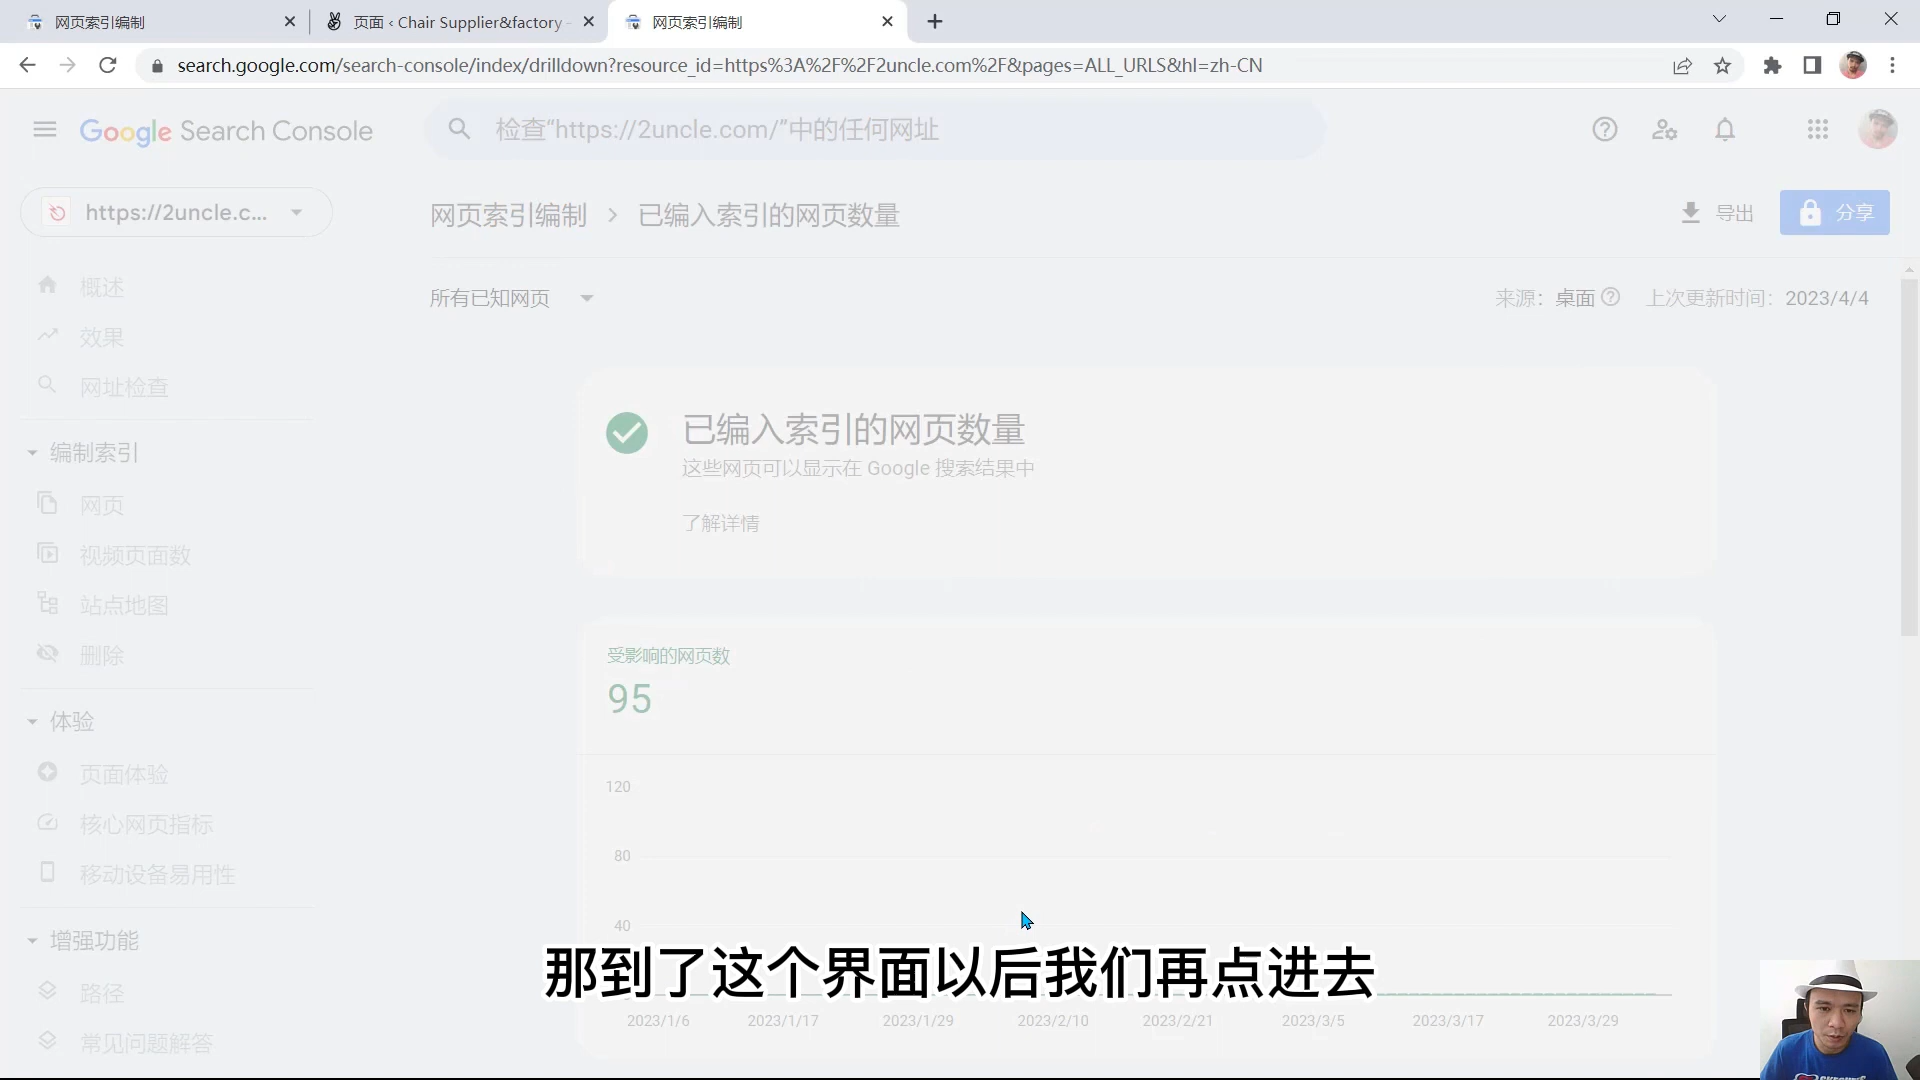 网页索引编制
页面 ‹ Chair Supplier&factory -
网页索引编制
search.google.com/search-console/index/drilldown?resource_id=https%3A%2F%2F2uncle.com%2F&pages=ALL_URLS&hl=zh-CN
Google Search Console
检查“https://2uncle.com/”中的任何网址
https://2uncle.c...
网页索引编制 > 已编入索引的网页数量
导出
分享
概述
所有已知网页
来源： 桌面
上次更新时间： 2023/4/4
效果
网址检查
编制索引
网页
视频页面数
站点地图
删除
体验
页面体验
核心网页指标
移动设备易用性
增强功能
路径
常见问题解答
已编入索引的网页数量
这些网页可以显示在 Google 搜索结果中
了解详情
受影响的网页数
95
120
80
40
那到了这个界面以后我们再点进去
2023/1/6
2023/1/17
2023/1/29
2023/2/10
2023/2/21
2023/3/5
2023/3/17
2023/3/29